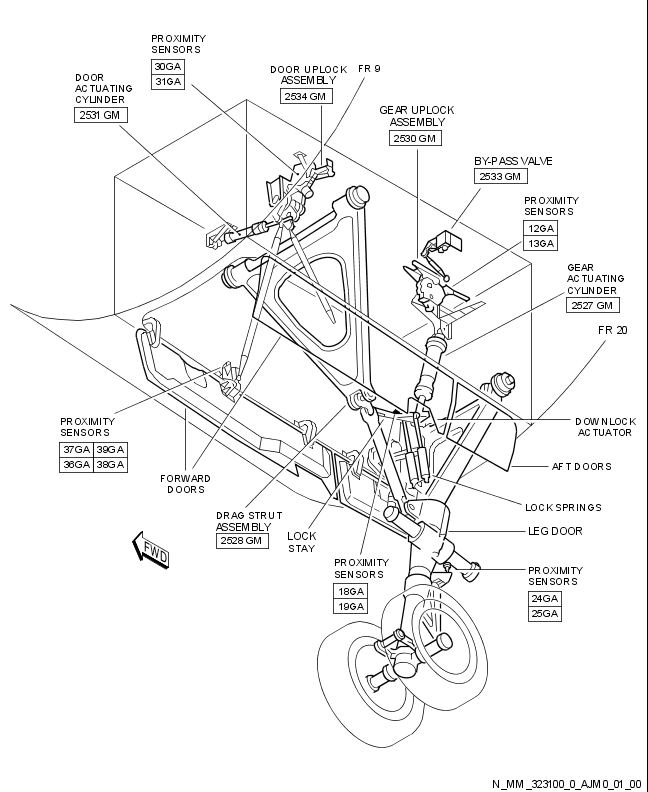 PROXIMITY
SENSORS
30GA
31GA
DOOR
ACTUATING
CYLINDER
2531 GM
DOOR UPLOCK
ASSEMBLY
2534 GM
FR 9
GEAR UPLOCK
ASSEMBLY
2530 GM
BY-PASS VALVE
2533 GM
PROXIMITY
SENSORS
12GA
13GA
GEAR
ACTUATING
CYLINDER
2527 GM
FR 20
PROXIMITY
SENSORS
37GA 39GA
36GA 38GA
FORWARD
DOORS
DRAG STRUT
ASSEMBLY
2528 GM
LOCK
STAY
PROXIMITY
SENSORS
18GA
19GA
DOWNLOCK
ACTUATOR
AFT DOORS
LOCK SPRINGS
LEG DOOR
PROXIMITY
SENSORS
24GA
25GA
FWD
N_MM_323100_0_AJM0_01_00